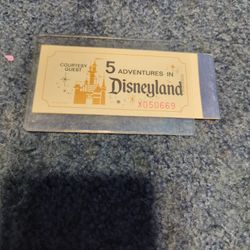 COURTESY
GUEST
5 ADVENTURES IN
Disneyland
X050669